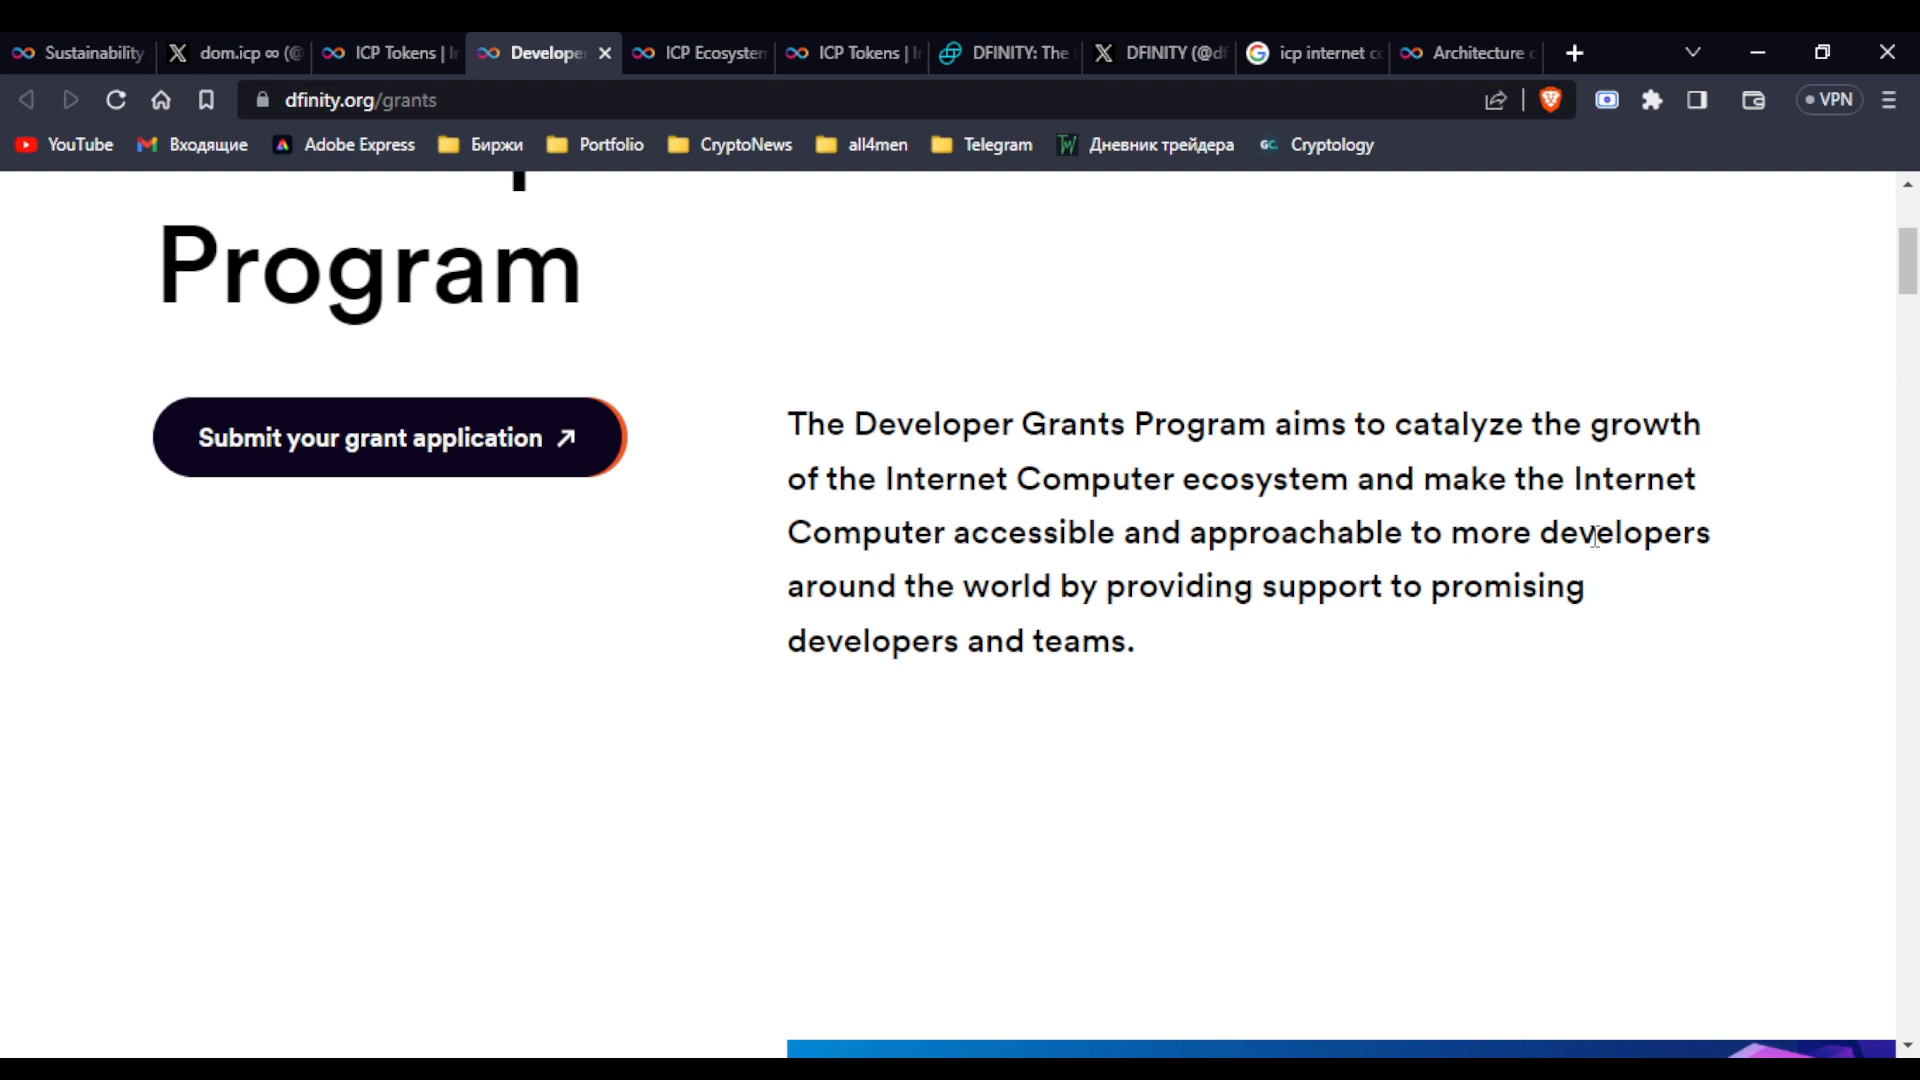 Sustainability
dom.icp ∞ (@
ICP Tokens | I
Develope
ICP Ecosystem
ICP Tokens | I
DFINITY: The
DFINITY (@df
icp internet co
Architecture o
dfinity.org/grants
VPN
YouTube
Входящие
Adobe Express
Биржи
Portfolio
CryptoNews
all4men
Telegram
Дневник трейдера
Cryptology
Program
Submit your grant application ↗
The Developer Grants Program aims to catalyze the growth
of the Internet Computer ecosystem and make the Internet
Computer accessible and approachable to more developers
around the world by providing support to promising
developers and teams.